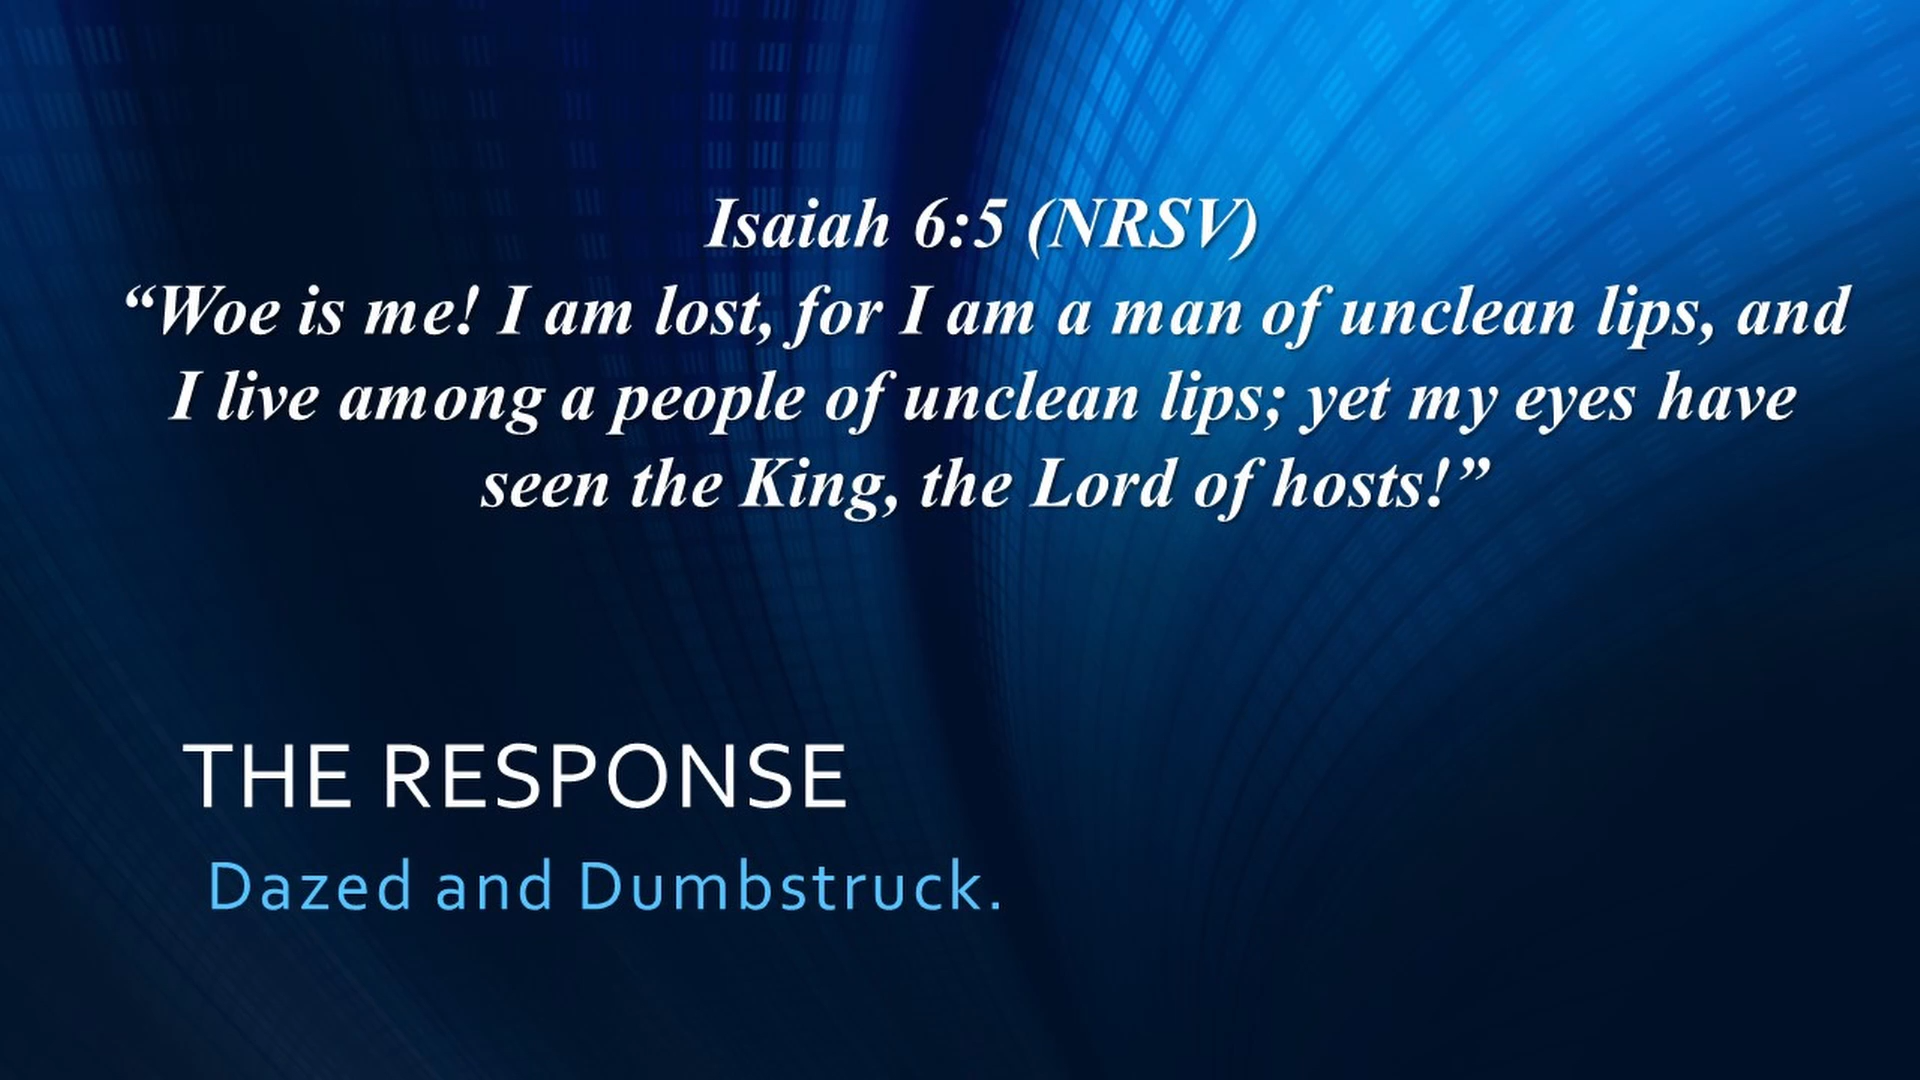 Isaiah 6:5 (NRSV)
“Woe is me! I am lost, for I am a man of unclean lips, and
I live among a people of unclean lips; yet my eyes have
seen the King, the Lord of hosts!”
THE RESPONSE
Dazed and Dumbstruck.